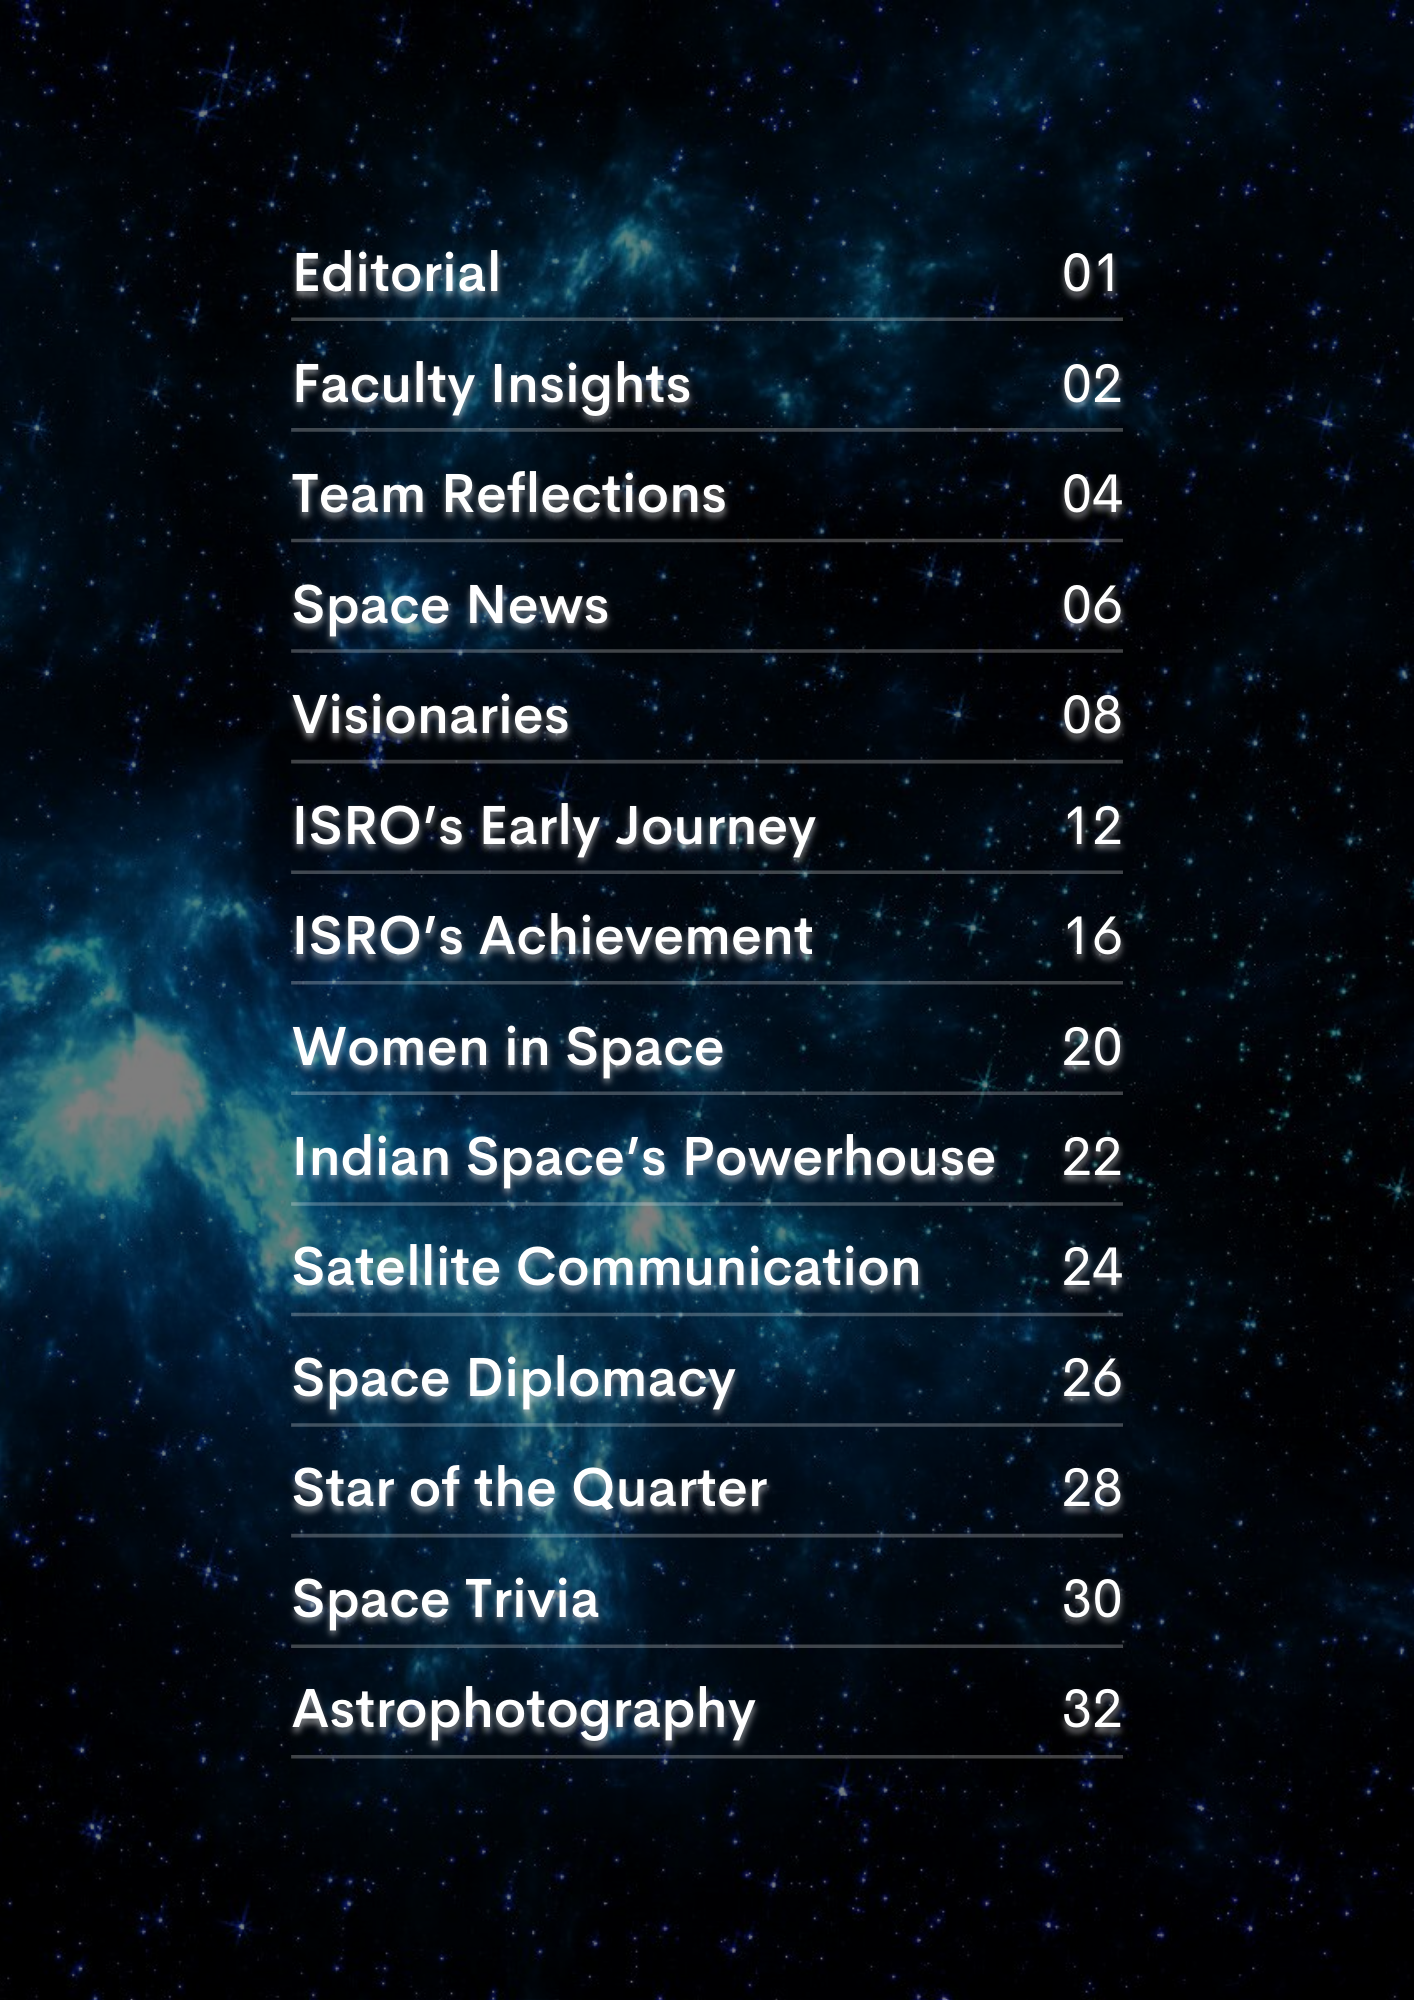 Editorial 01
Faculty Insights 02
Team Reflections 04
Space News 06
Visionaries 08
ISRO’s Early Journey 12
ISRO’s Achievement 16
Women in Space 20
Indian Space’s Powerhouse 22
Satellite Communication 24
Space Diplomacy 26
Star of the Quarter 28
Space Trivia 30
Astrophotography 32